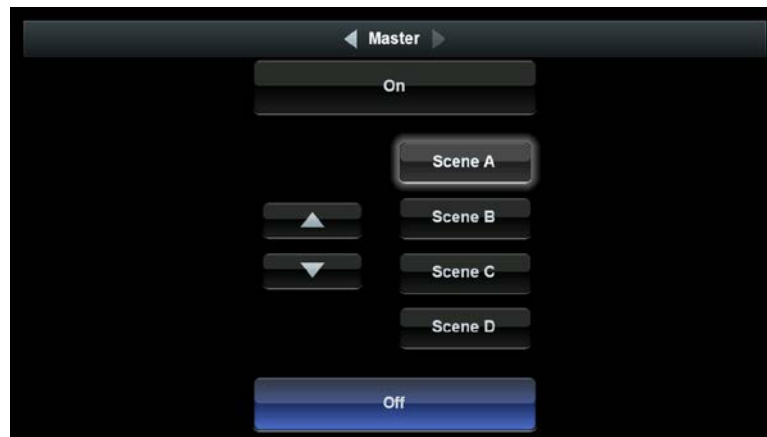 Master
On
Scene A
Scene B
Scene C
Scene D
Off